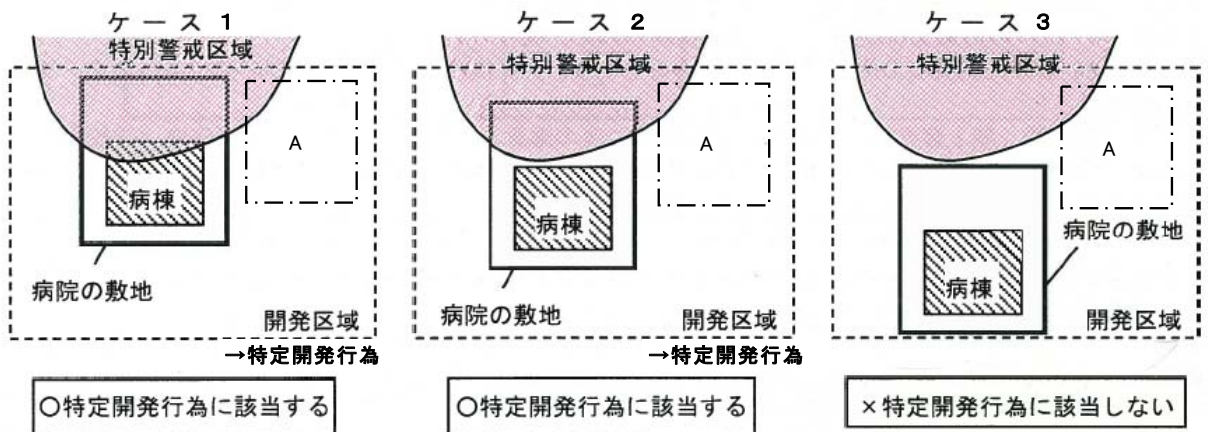 ケース 1
特別警戒区域
A
病棟
病院の敷地
開発区域
→特定開発行為
○特定開発行為に該当する
ケース 2
特別警戒区域
A
病棟
病院の敷地
開発区域
→特定開発行為
○特定開発行為に該当する
ケース 3
特別警戒区域
A
病院の敷地
病棟
開発区域
×特定開発行為に該当しない